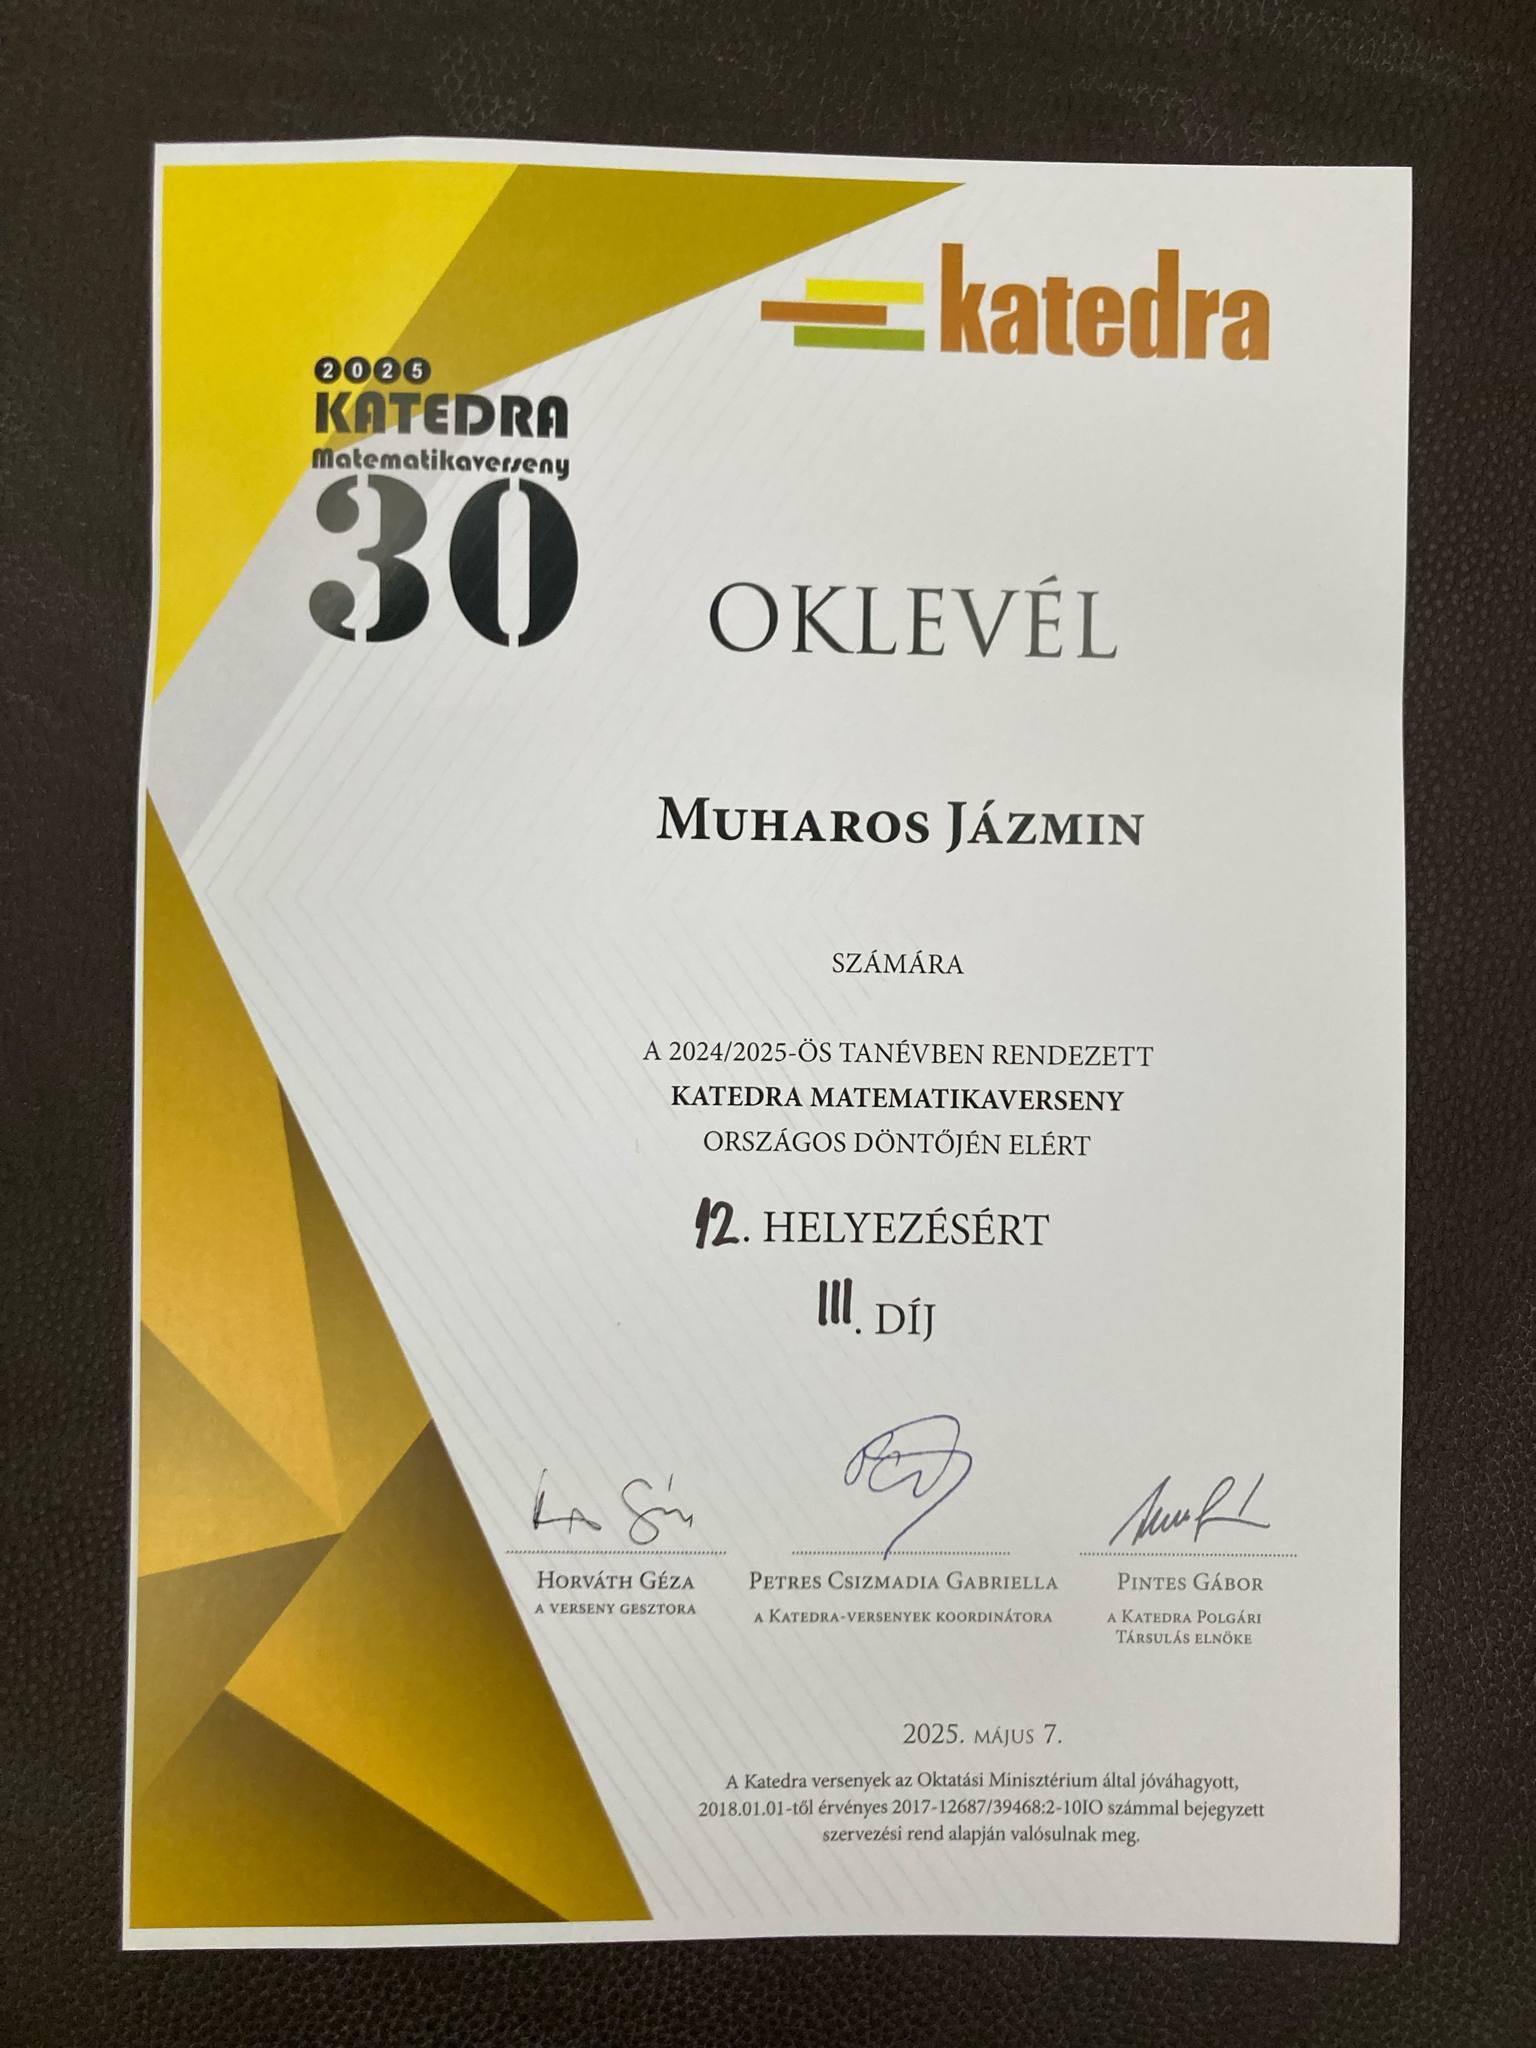 katedra
2025
KATEDRA
Matematikaverseny
30
OKLEVÉL
MUHAROS JÁZMIN
SZÁMÁRA
A 2024/2025-ÖS TANÉVBEN RENDEZETT
KATEDRA MATEMATIKAVERSENY
ORSZÁGOS DÖNTŐJÉN ELÉRT
12. HELYEZÉSÉRT
III. DÍJ
HORVÁTH GÉZA
A VERSENY GESZTORA
PETRES CSIZMADIA GABRIELLA
A KATEDRA-VERSENYEK KOORDINÁTORA
PINTES GÁBOR
A KATEDRA POLGÁRI
TÁRSULÁS ELNÖKE
2025. MÁJUS 7.
A Katedra versenyek az Oktatási Minisztérium által jóváhagyott,
2018.01.01-től érvényes 2017-12687/39468:2-10IO számmal bejegyzett
szervezési rend alapján valósulnak meg.